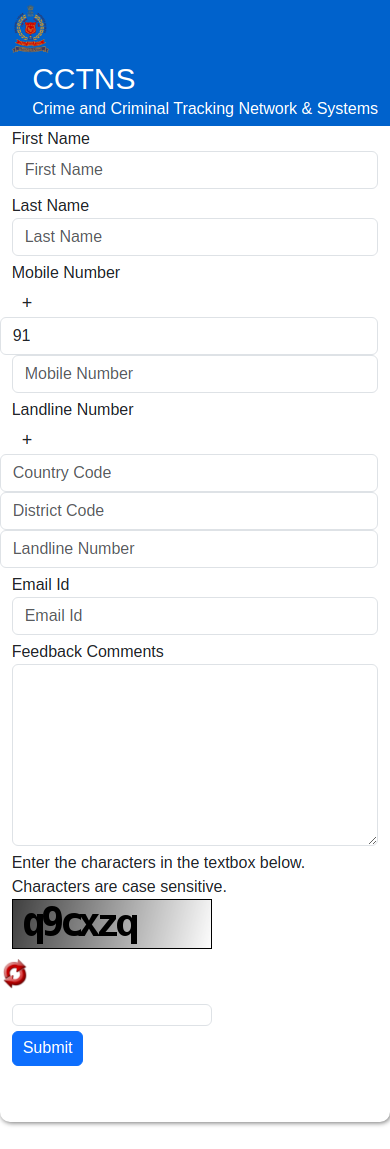 CCTNS
Crime and Criminal Tracking Network & Systems
First Name
First Name
Last Name
Last Name
Mobile Number
+
91
Mobile Number
Landline Number
+
Country Code
District Code
Landline Number
Email Id
Email Id
Feedback Comments
Enter the characters in the textbox below.
Characters are case sensitive.
q9cxzq
Submit